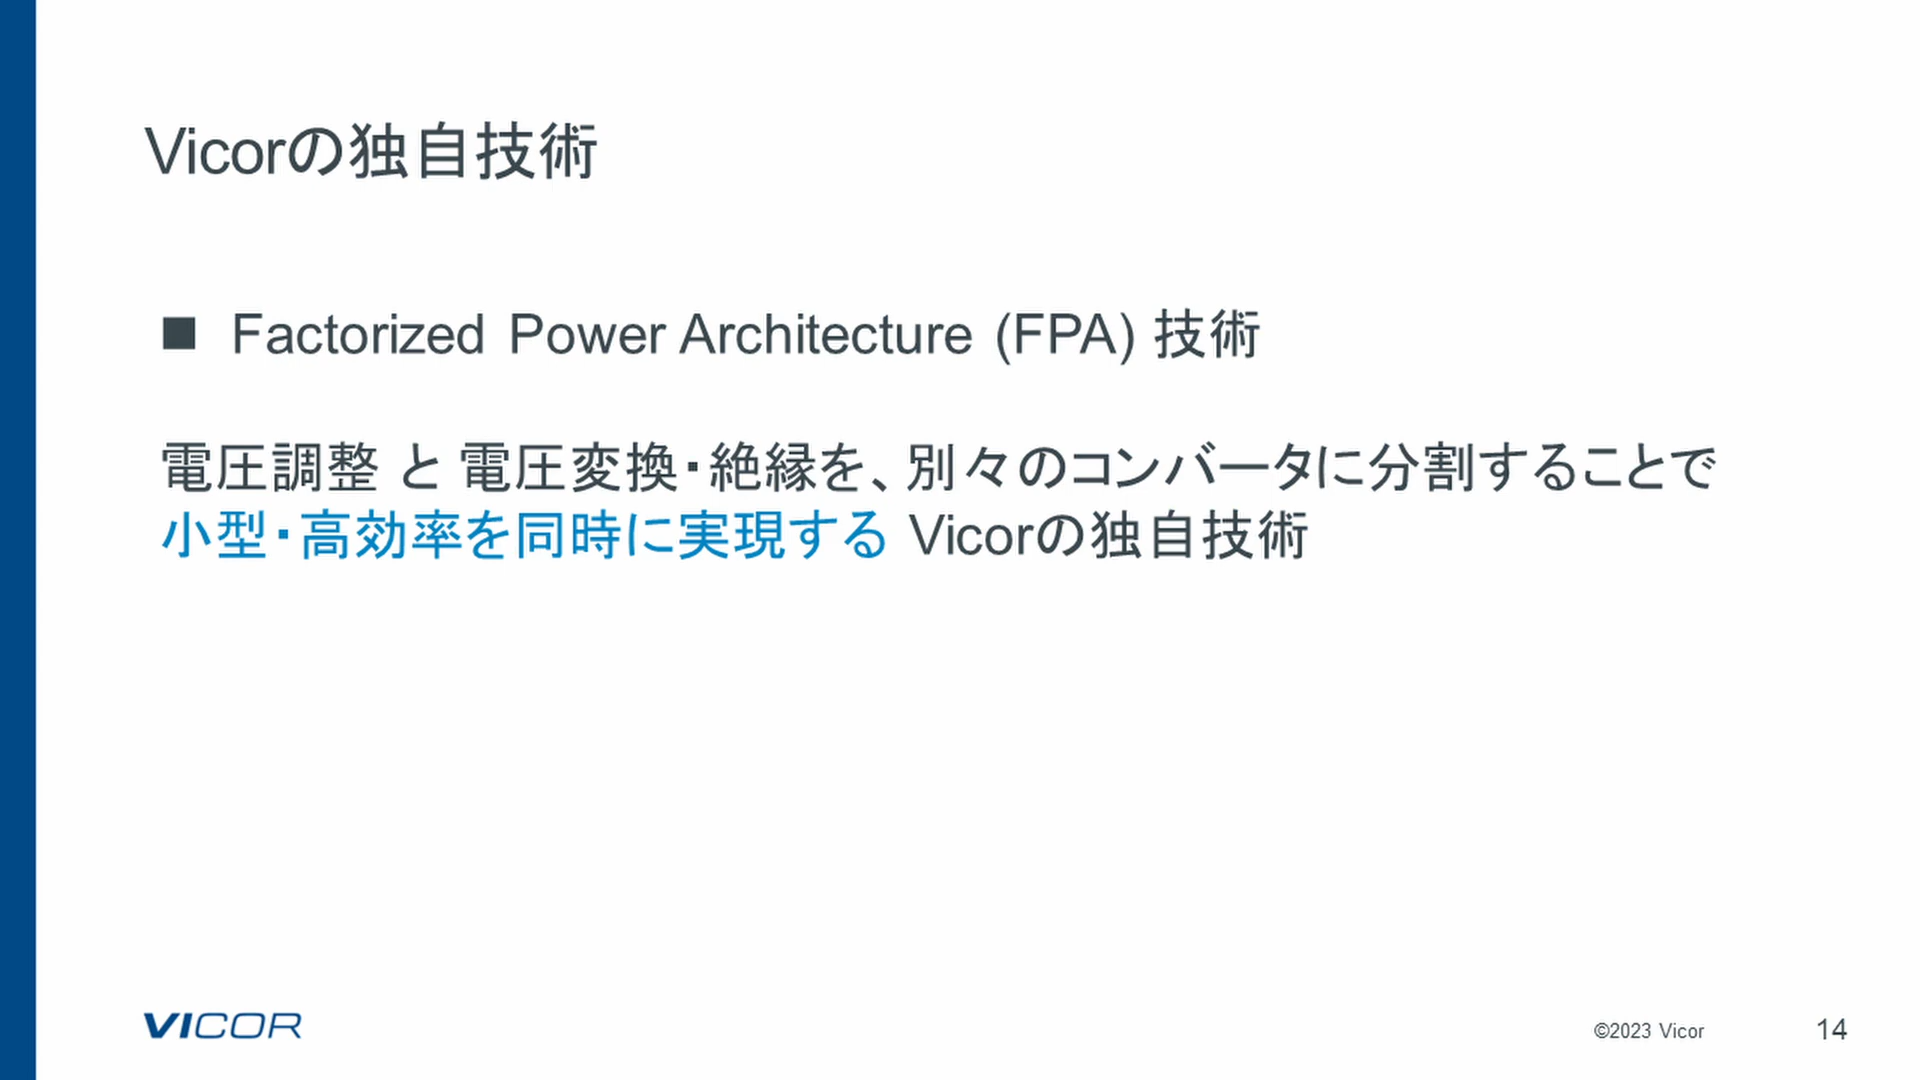 Vicorの独自技術
■ Factorized Power Architecture (FPA) 技術
電圧調整 と 電圧変換・絶縁を、別々のコンバータに分割することで
小型・高効率を同時に実現する Vicorの独自技術
VICOR
©2023 Vicor
14